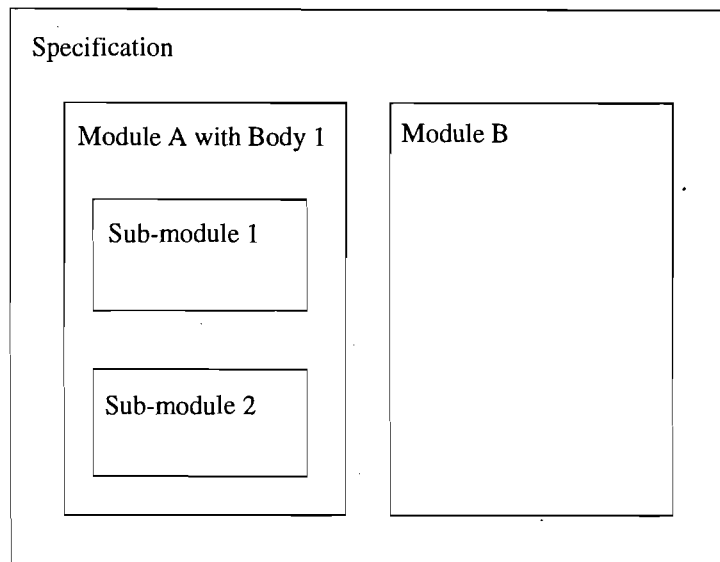 Specification
Module A with Body 1
Module B
Sub-module 1
Sub-module 2